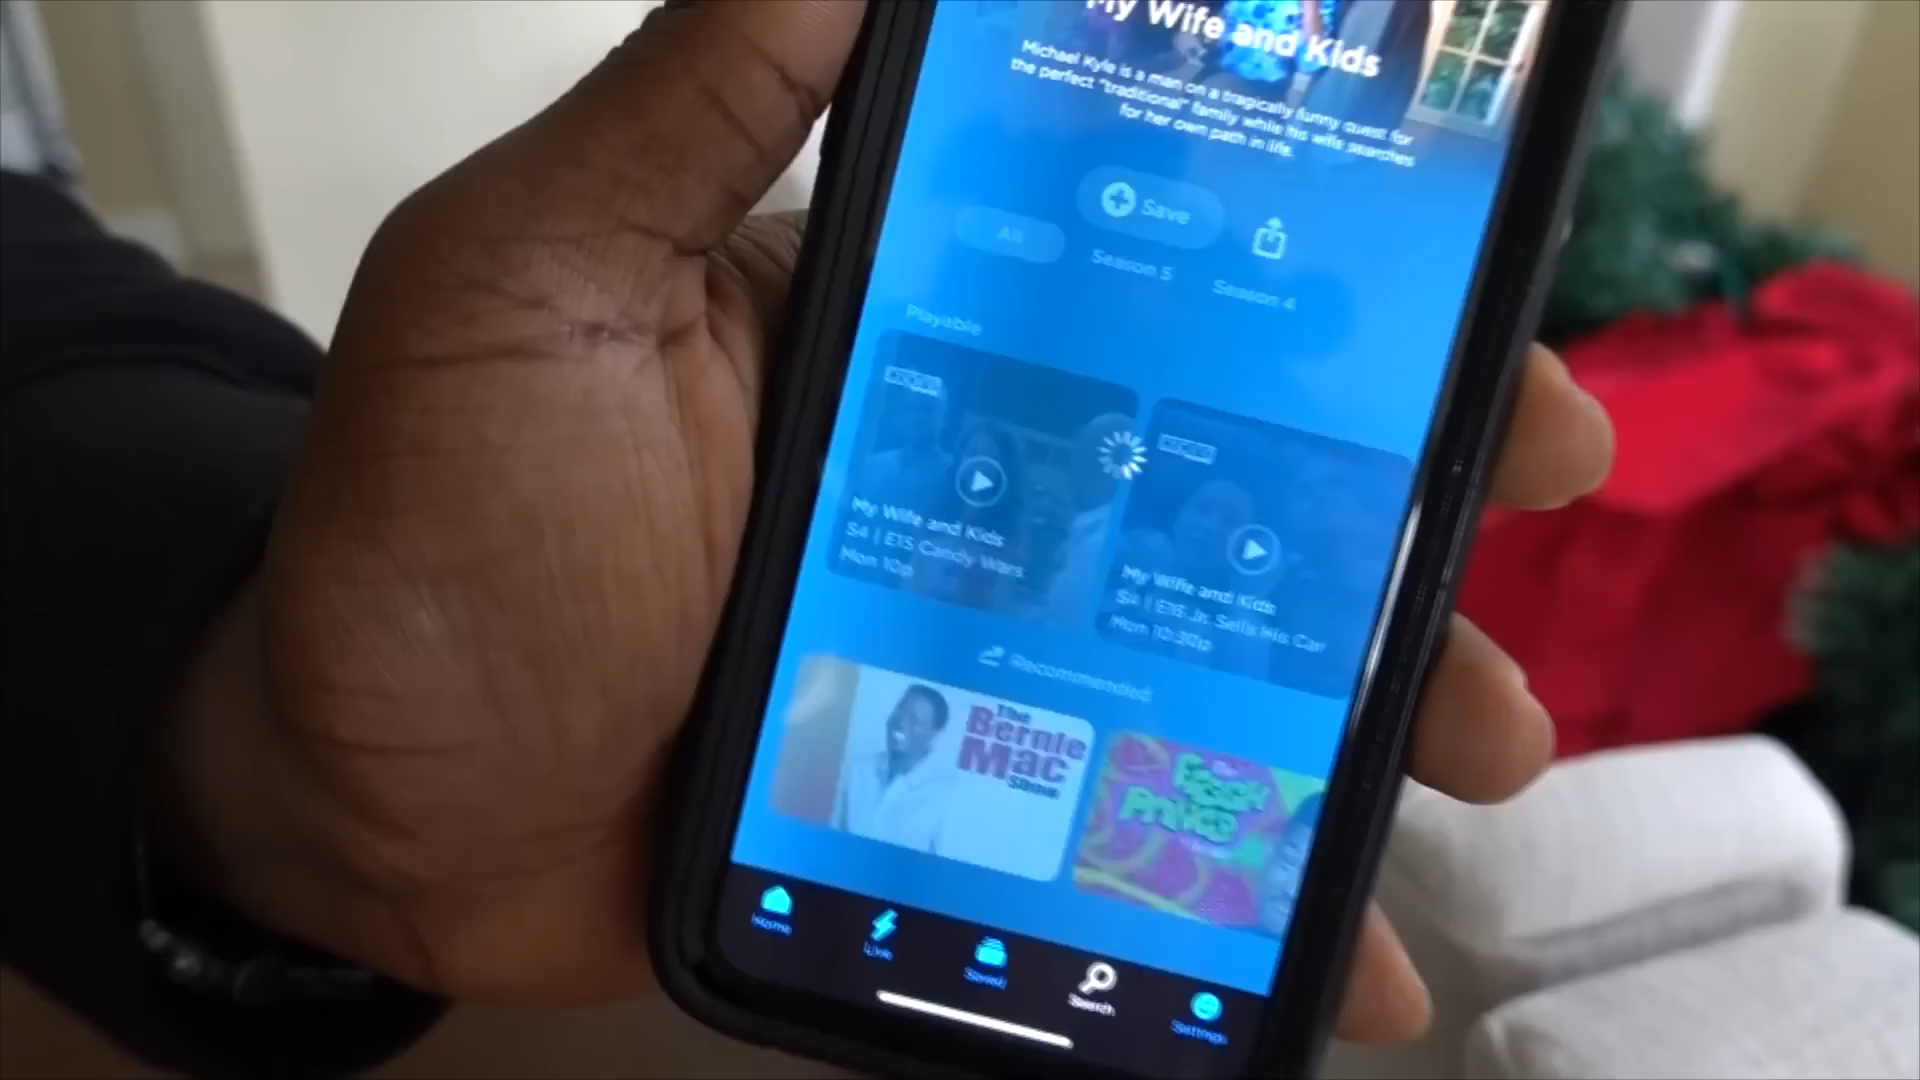 My Wife and Kids
Michael Kyle is a man on a tragically funny quest for
the perfect "traditional" family while his wife searches
for her own path in life.
Save
All
Season 5
Season 4
Playable
My Wife and Kids
S4 | E15 Candy Wars
Mon 10p
My Wife and Kids
S4 | E16 Jr. Sells His Car
Mon 10:30p
Recommended
The
Bernie
Mac
Show
Fresh
Prince
Home
Live
Saved
Search
Settings